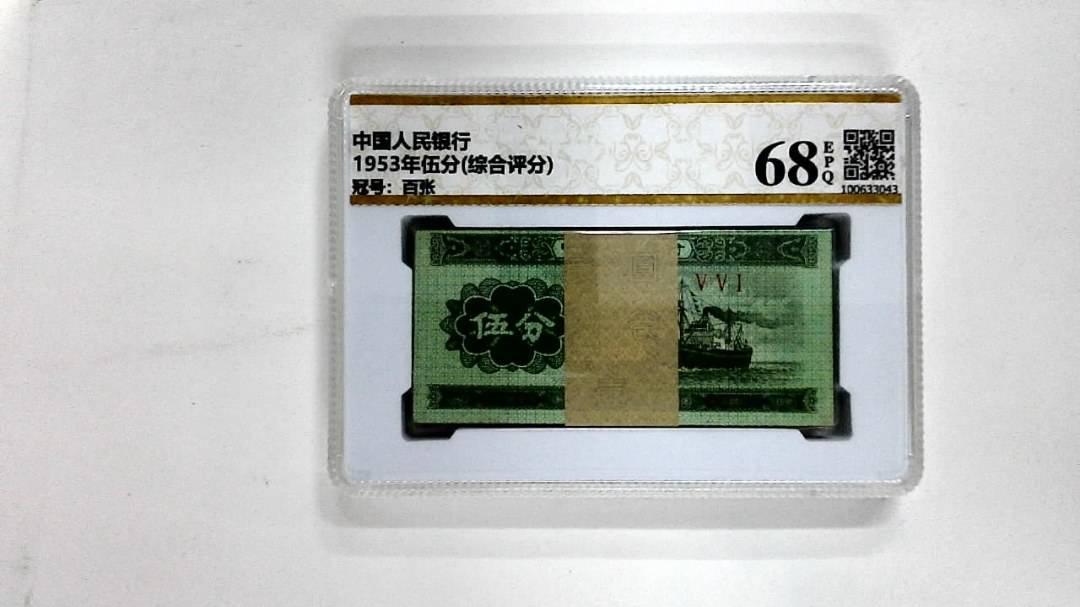 中国人民银行
1953年伍分(综合评分)
冠号：百张
68
EPQ
100633043
伍分
VVI